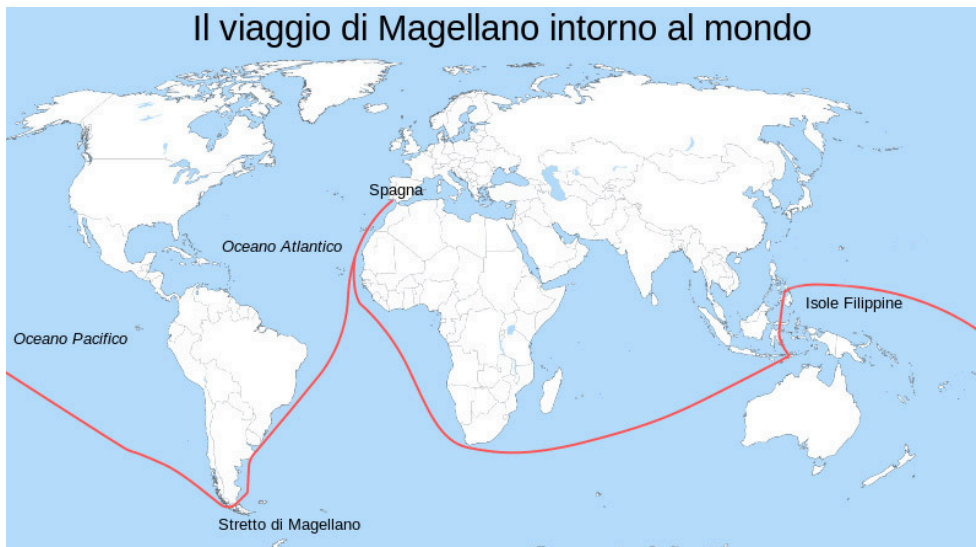 Il viaggio di Magellano intorno al mondo
Spagna
Oceano Atlantico
Isole Filippine
Oceano Pacifico
Stretto di Magellano